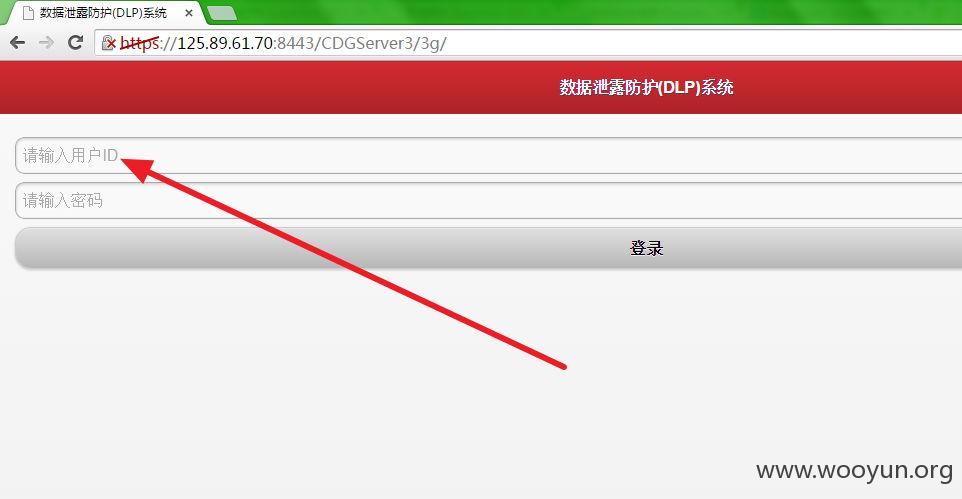 数据泄露防护(DLP)系统
https://125.89.61.70:8443/CDGServer3/3g/
数据泄露防护(DLP)系统
请输入用户ID
请输入密码
登录
www.wooyun.org